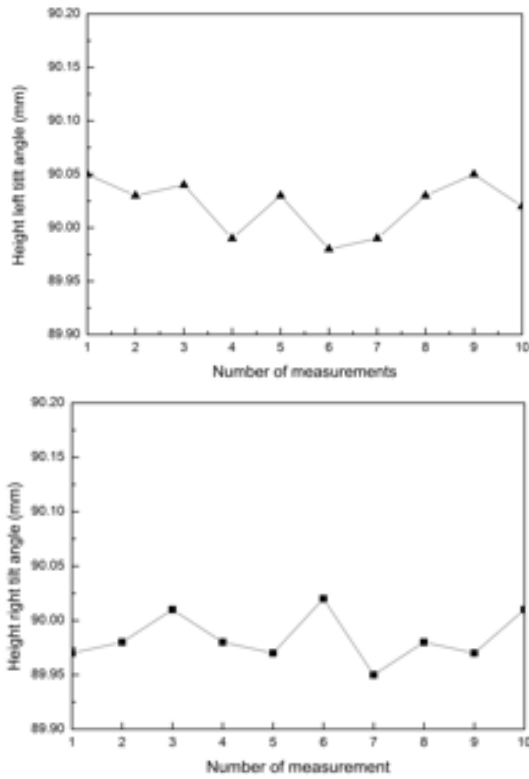 90.20
90.15
90.10
90.05
90.00
89.95
89.90
Height left tilt angle (mm)
1 2 3 4 5 6 7 8 9 10
Number of measurements
90.20
90.15
90.10
90.05
90.00
89.95
89.90
Height right tilt angle (mm)
1 2 3 4 5 6 7 8 9 10
Number of measurement